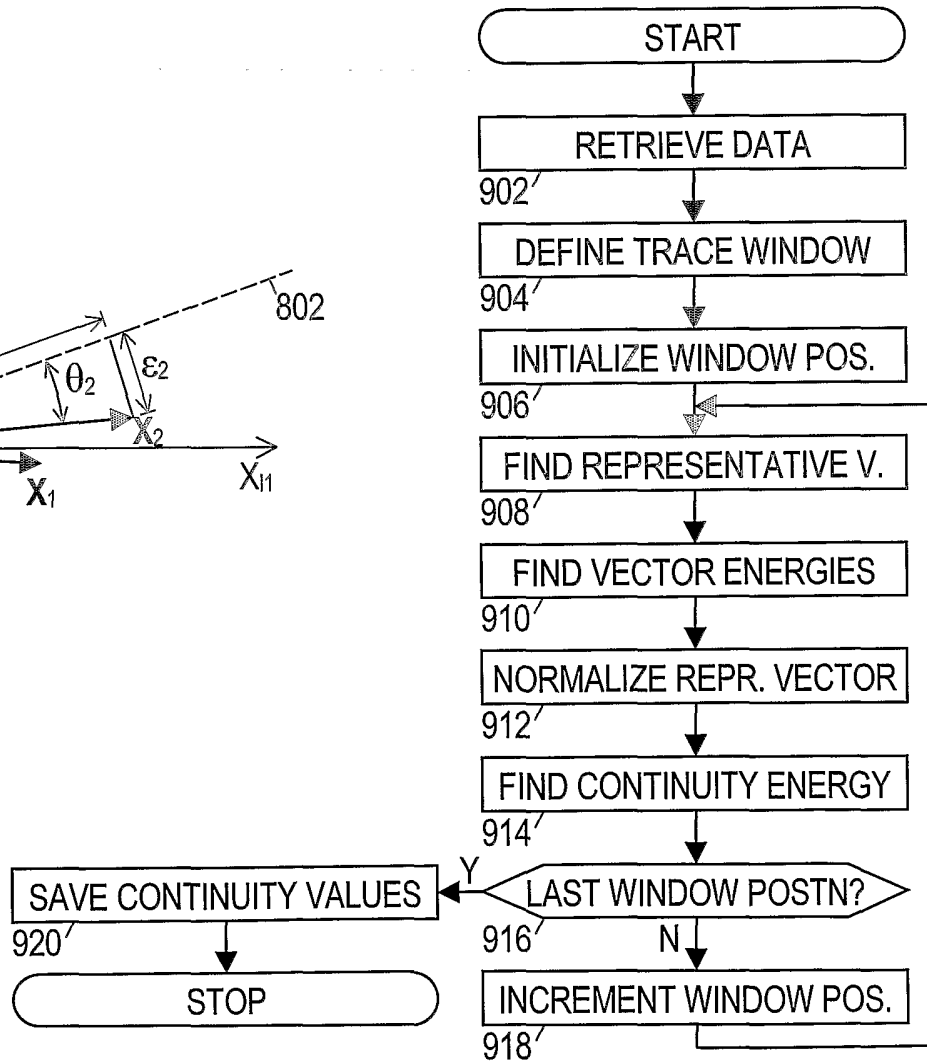 START
RETRIEVE DATA
902
DEFINE TRACE WINDOW
904
INITIALIZE WINDOW POS.
906
FIND REPRESENTATIVE V.
908
FIND VECTOR ENERGIES
910
NORMALIZE REPR. VECTOR
912
FIND CONTINUITY ENERGY
914
LAST WINDOW POSTN?
916
Y
N
SAVE CONTINUITY VALUES
920
STOP
INCREMENT WINDOW POS.
918
802
θ₂
ε₂
X₂
X₁
X_I1